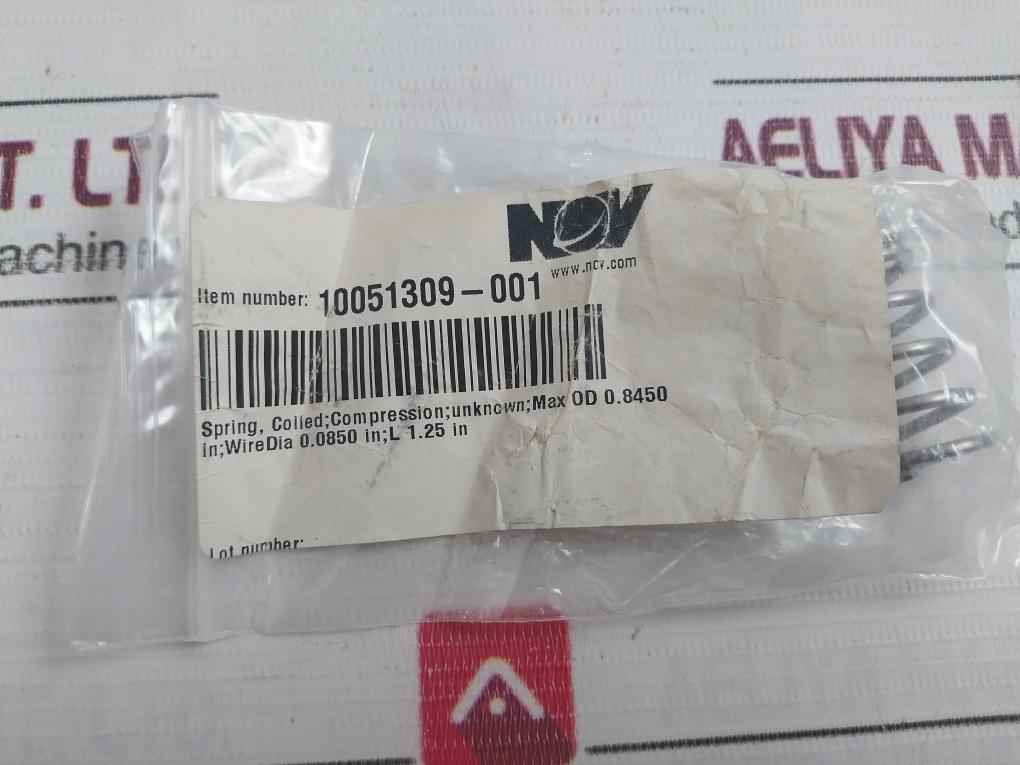 T. LT
AELIYA M
achin
ed
NOV
www.nov.com
Item number: 10051309-001
Spring, Coiled;Compression;unknown;Max OD 0.8450
in;WireDia 0.0850 in;L 1.25 in
Lot number: